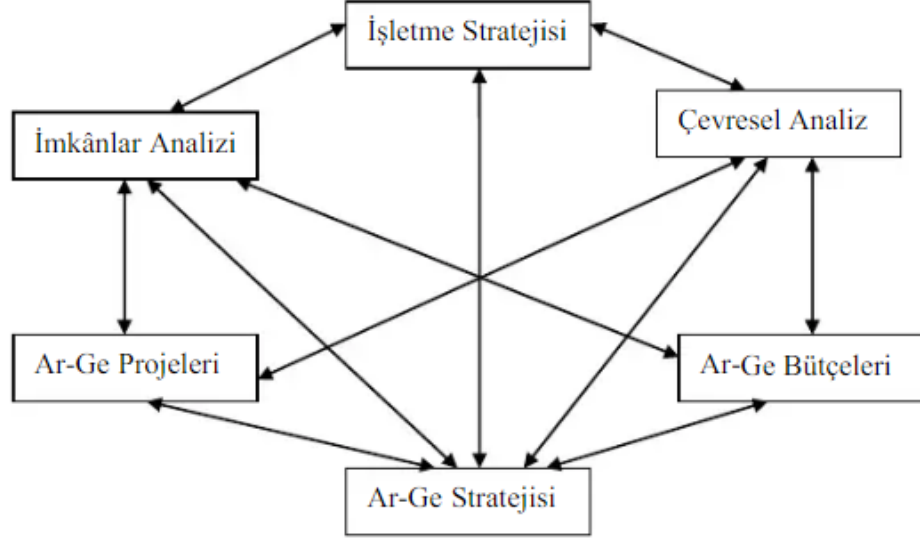 İşletme Stratejisi
İmkânlar Analizi
Çevresel Analiz
Ar-Ge Projeleri
Ar-Ge Bütçeleri
Ar-Ge Stratejisi